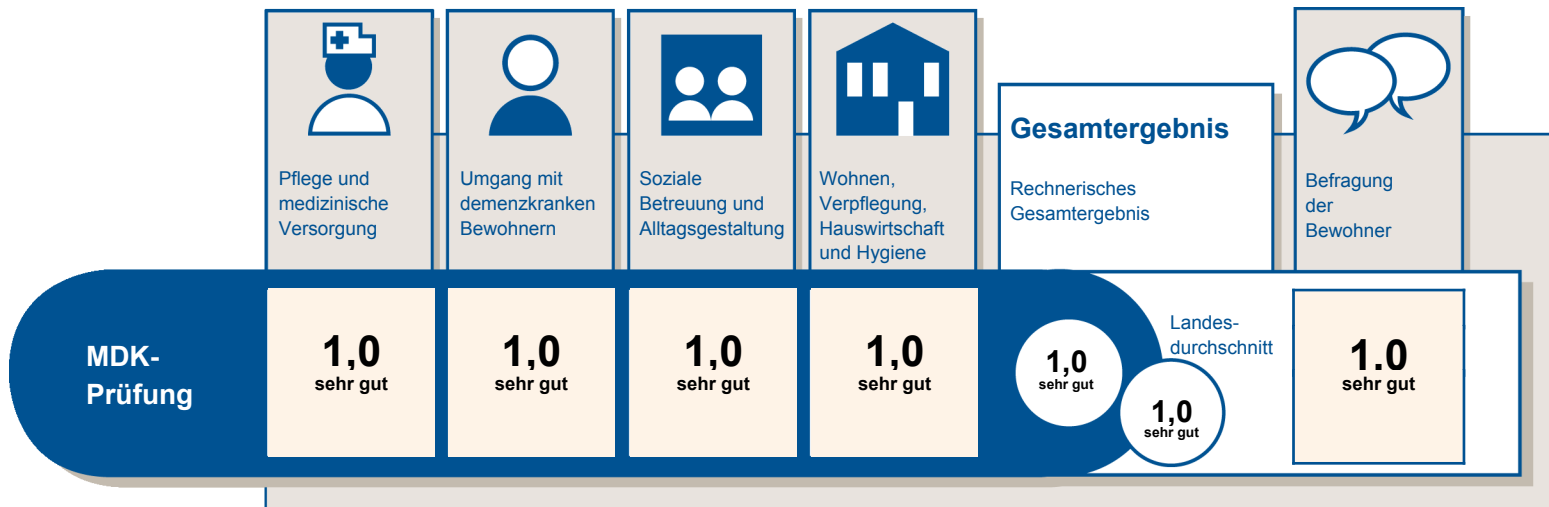 Pflege und
medizinische
Versorgung
Umgang mit
demenzkranken
Bewohnern
Soziale
Betreuung und
Alltagsgestaltung
Wohnen,
Verpflegung,
Hauswirtschaft
und Hygiene
Gesamtergebnis
Rechnerisches
Gesamtergebnis
Befragung
der
Bewohner
MDK-
Prüfung
1,0
sehr gut
1,0
sehr gut
1,0
sehr gut
1,0
sehr gut
1,0
sehr gut
Landes-
durchschnitt
1,0
sehr gut
1.0
sehr gut